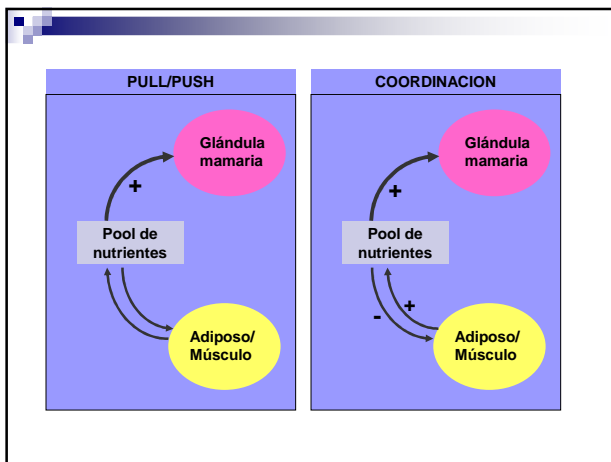 PULL/PUSH
Glándula
mamaria
+
Pool de
nutrientes
Adiposo/
Músculo
COORDINACION
Glándula
mamaria
+
Pool de
nutrientes
+
-
Adiposo/
Músculo